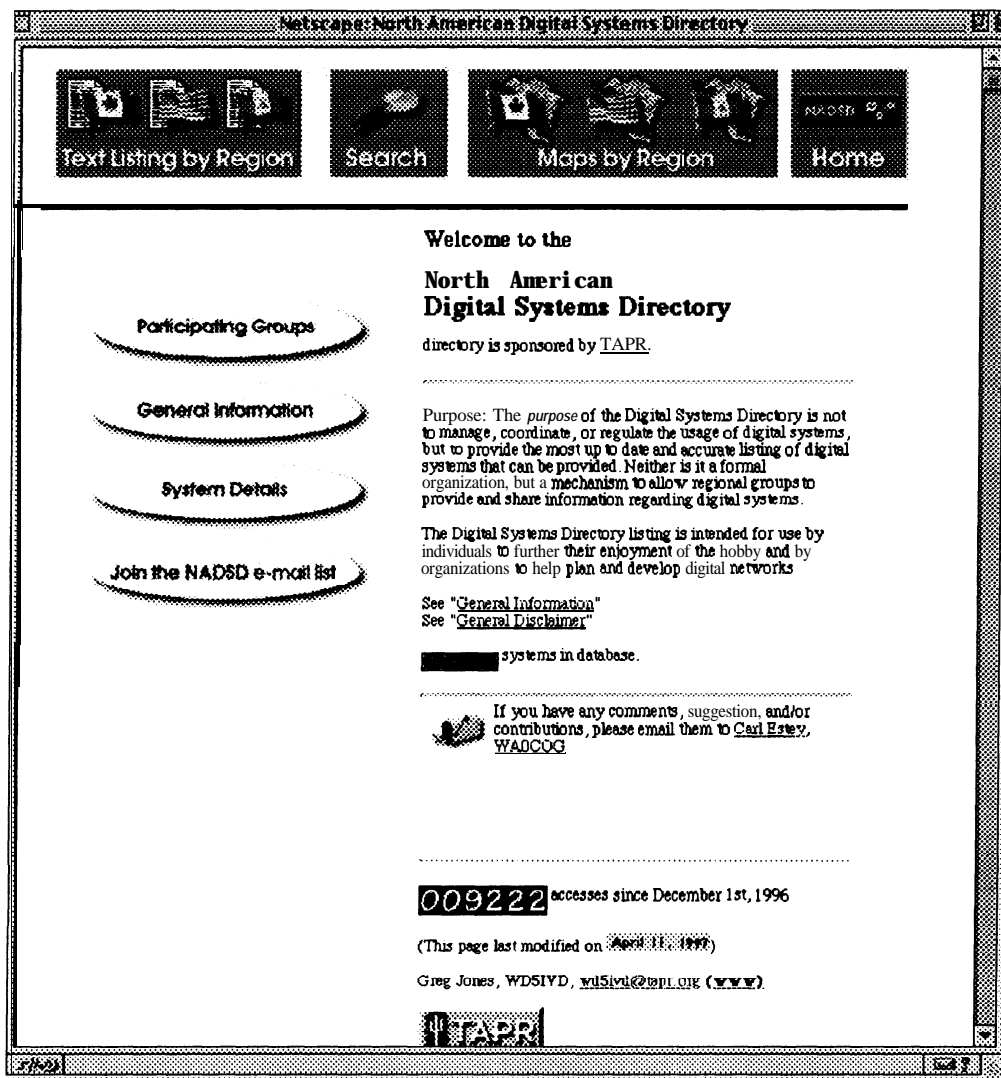 Netscape: North American Digital Systems Directory
Text Listing by Region
Search
Maps by Region
NADSD
Home
Welcome to the
North American
Digital Systems Directory
directory is sponsored by TAPR.
Participating Groups
General Information
System Details
Join the NADSD e-mail list
Purpose: The purpose of the Digital Systems Directory is not
to manage, coordinate, or regulate the usage of digital systems,
but to provide the most up to date and accurate listing of digital
systems that can be provided. Neither is it a formal
organization, but a mechanism to allow regional groups to
provide and share information regarding digital systems.
The Digital Systems Directory listing is intended for use by
individuals to further their enjoyment of the hobby and by
organizations to help plan and develop digital networks
See "General Information"
See "General Disclaimer"
systems in database.
If you have any comments, suggestion, and/or
contributions, please email them to Carl Estey,
WA0COG
009222 accesses since December 1st, 1996
(This page last modified on April 11, 1997)
Greg Jones, WD5IVD, wd5ivd@tapr.org (www)
TAPR